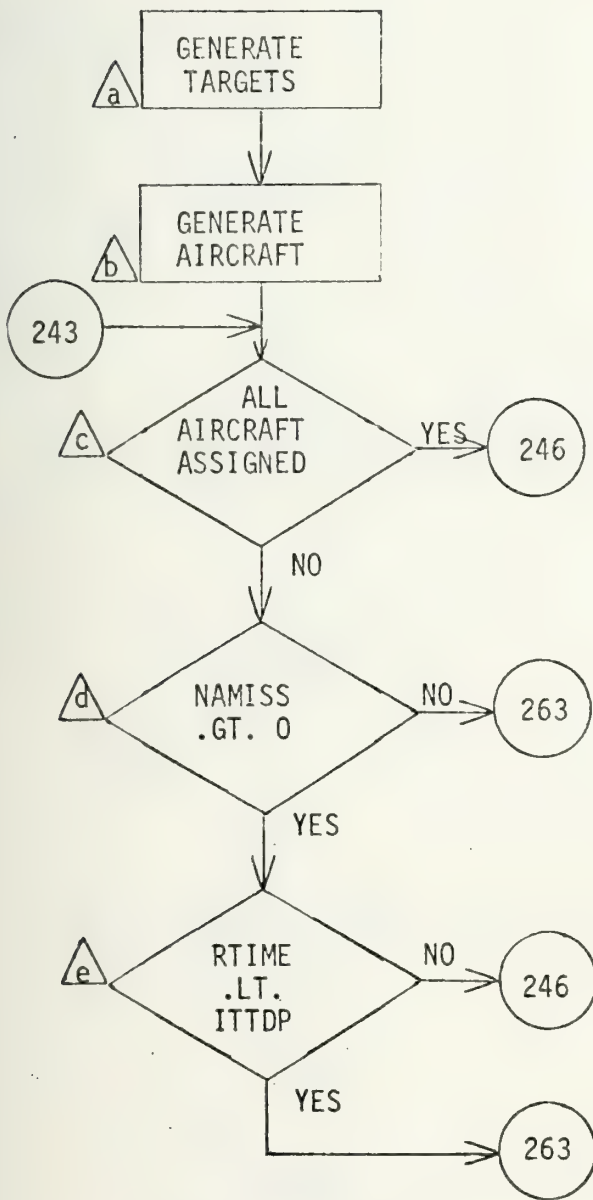 GENERATE
TARGETS
a
GENERATE
AIRCRAFT
b
243
ALL
AIRCRAFT
ASSIGNED
c
YES
246
NO
NAMISS
.GT. 0
d
NO
263
YES
RTIME
.LT.
ITTDP
e
NO
246
YES
263